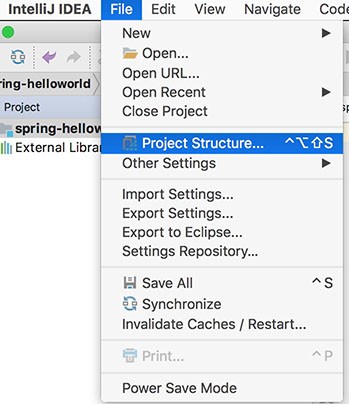 IntelliJ IDEA File Edit View Navigate Code
ring-helloworld
Project
spring-hellow
External Librar
New
Open...
Open URL...
Open Recent
Close Project
Project Structure... ⌃⌥⇧S
Other Settings
Import Settings...
Export Settings...
Export to Eclipse...
Settings Repository...
Save All ⌃S
Synchronize
Invalidate Caches / Restart...
Print... ⌃P
Power Save Mode